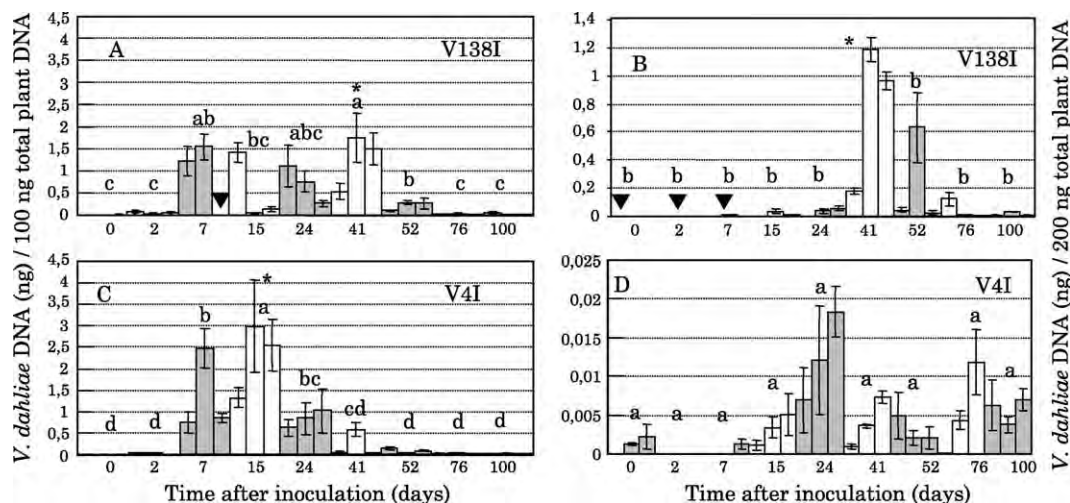 V. dahliae DNA (ng) / 100 ng total plant DNA
4,5
4
3,5
3
2,5
2
1,5
1
0,5
0
A
V138I
c c ab bc abc * a b c c
0 2 7 15 24 41 52 76 100
1,4
1,2
1
0,8
0,6
0,4
0,2
0
B
V138I
b b b b b * b b b
0 2 7 15 24 41 52 76 100
4,5
4
3,5
3
2,5
2
1,5
1
0,5
0
C
V4I
d d b * a bc cd d d d
0 2 7 15 24 41 52 76 100
Time after inoculation (days)
0,025
0,02
0,015
0,01
0,005
0
D
V4I
a a a a a a a a a
0 2 7 15 24 41 52 76 100
Time after inoculation (days)
V. dahliae DNA (ng) / 200 ng total plant DNA